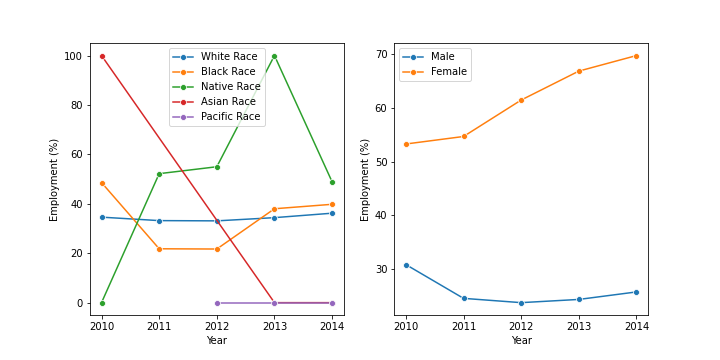 White Race
Black Race
Native Race
Asian Race
Pacific Race
100
80
60
40
20
0
Employment (%)
2010 2011 2012 2013 2014
Year
Male
Female
70
60
50
40
30
Employment (%)
2010 2011 2012 2013 2014
Year